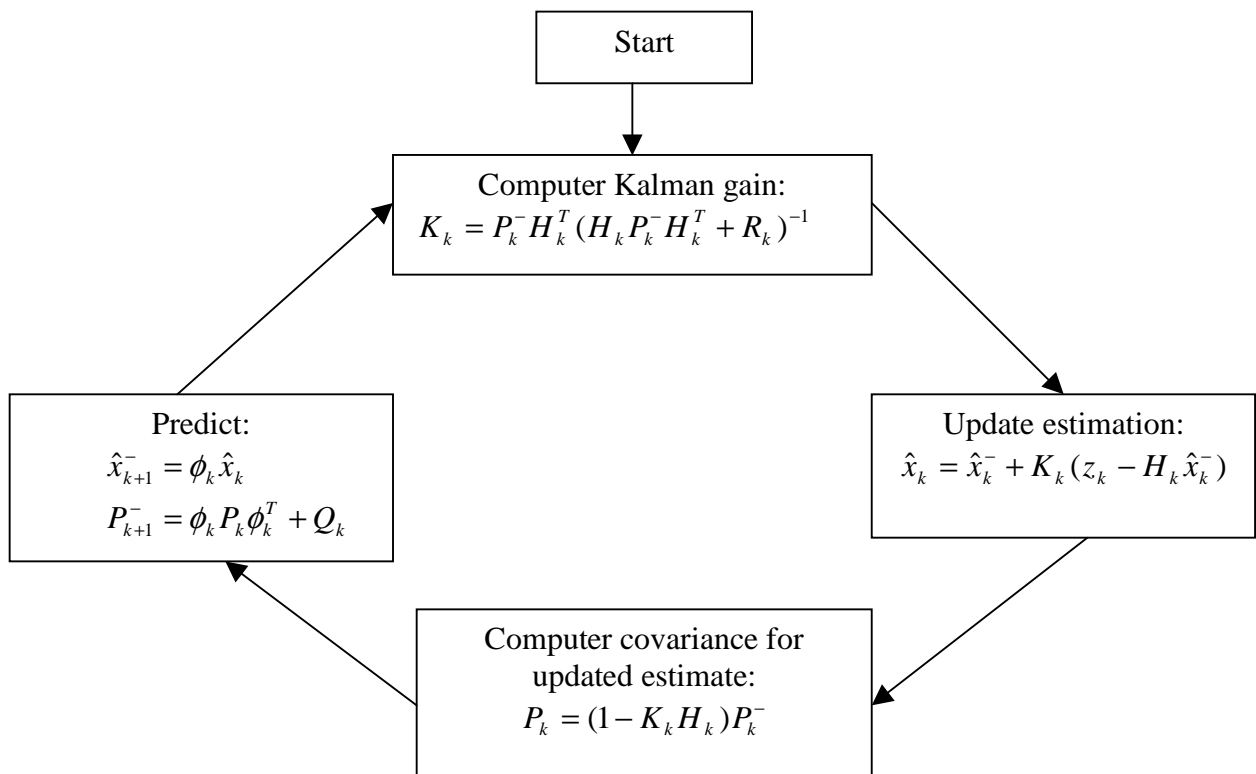 Start
Computer Kalman gain:
$K_k = P_k^- H_k^T (H_k P_k^- H_k^T + R_k)^{-1}$
Update estimation:
$\hat{x}_k = \hat{x}_k^- + K_k (z_k - H_k \hat{x}_k^-)$
Computer covariance for
updated estimate:
$P_k = (1 - K_k H_k) P_k^-$
Predict:
$\hat{x}_{k+1}^- = \phi_k \hat{x}_k$
$P_{k+1}^- = \phi_k P_k \phi_k^T + Q_k$